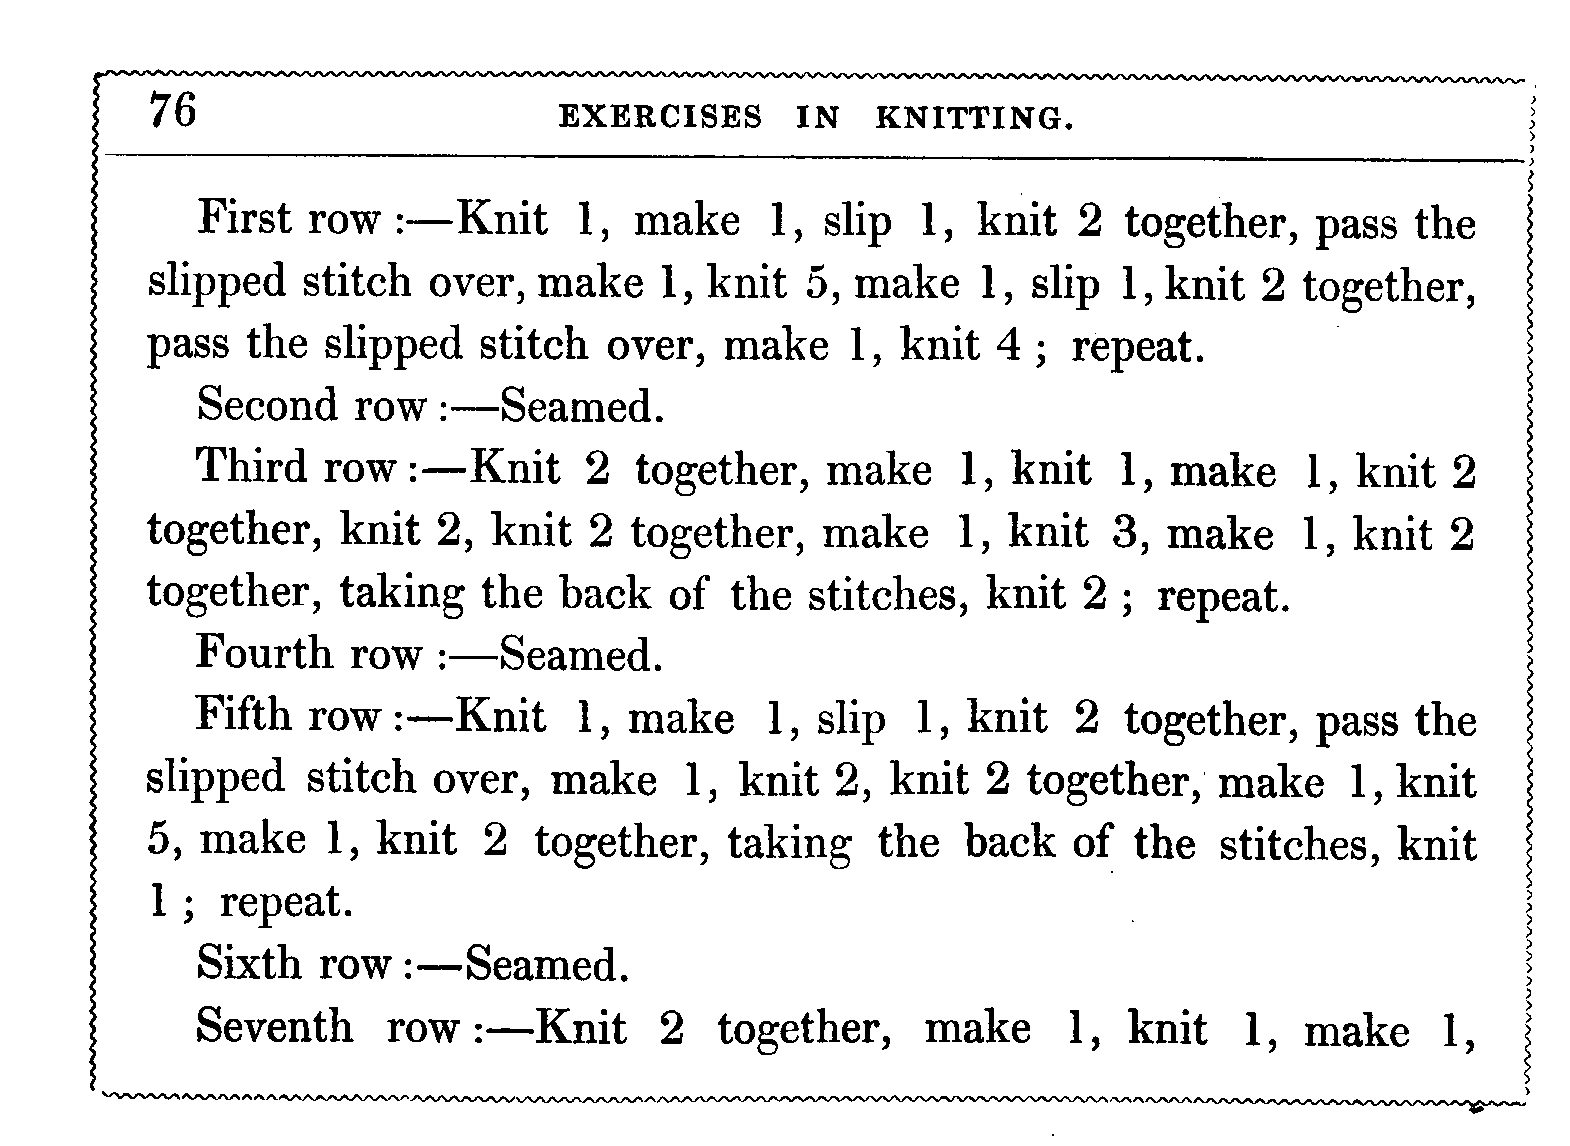 76 EXERCISES IN KNITTING.
First row :—Knit 1, make 1, slip 1, knit 2 together, pass the
slipped stitch over, make 1, knit 5, make 1, slip 1, knit 2 together,
pass the slipped stitch over, make 1, knit 4 ; repeat.
Second row :—Seamed.
Third row :—Knit 2 together, make 1, knit 1, make 1, knit 2
together, knit 2, knit 2 together, make 1, knit 3, make 1, knit 2
together, taking the back of the stitches, knit 2 ; repeat.
Fourth row :—Seamed.
Fifth row :—Knit 1, make 1, slip 1, knit 2 together, pass the
slipped stitch over, make 1, knit 2, knit 2 together, make 1, knit
5, make 1, knit 2 together, taking the back of the stitches, knit
1 ; repeat.
Sixth row :—Seamed.
Seventh row :—Knit 2 together, make 1, knit 1, make 1,